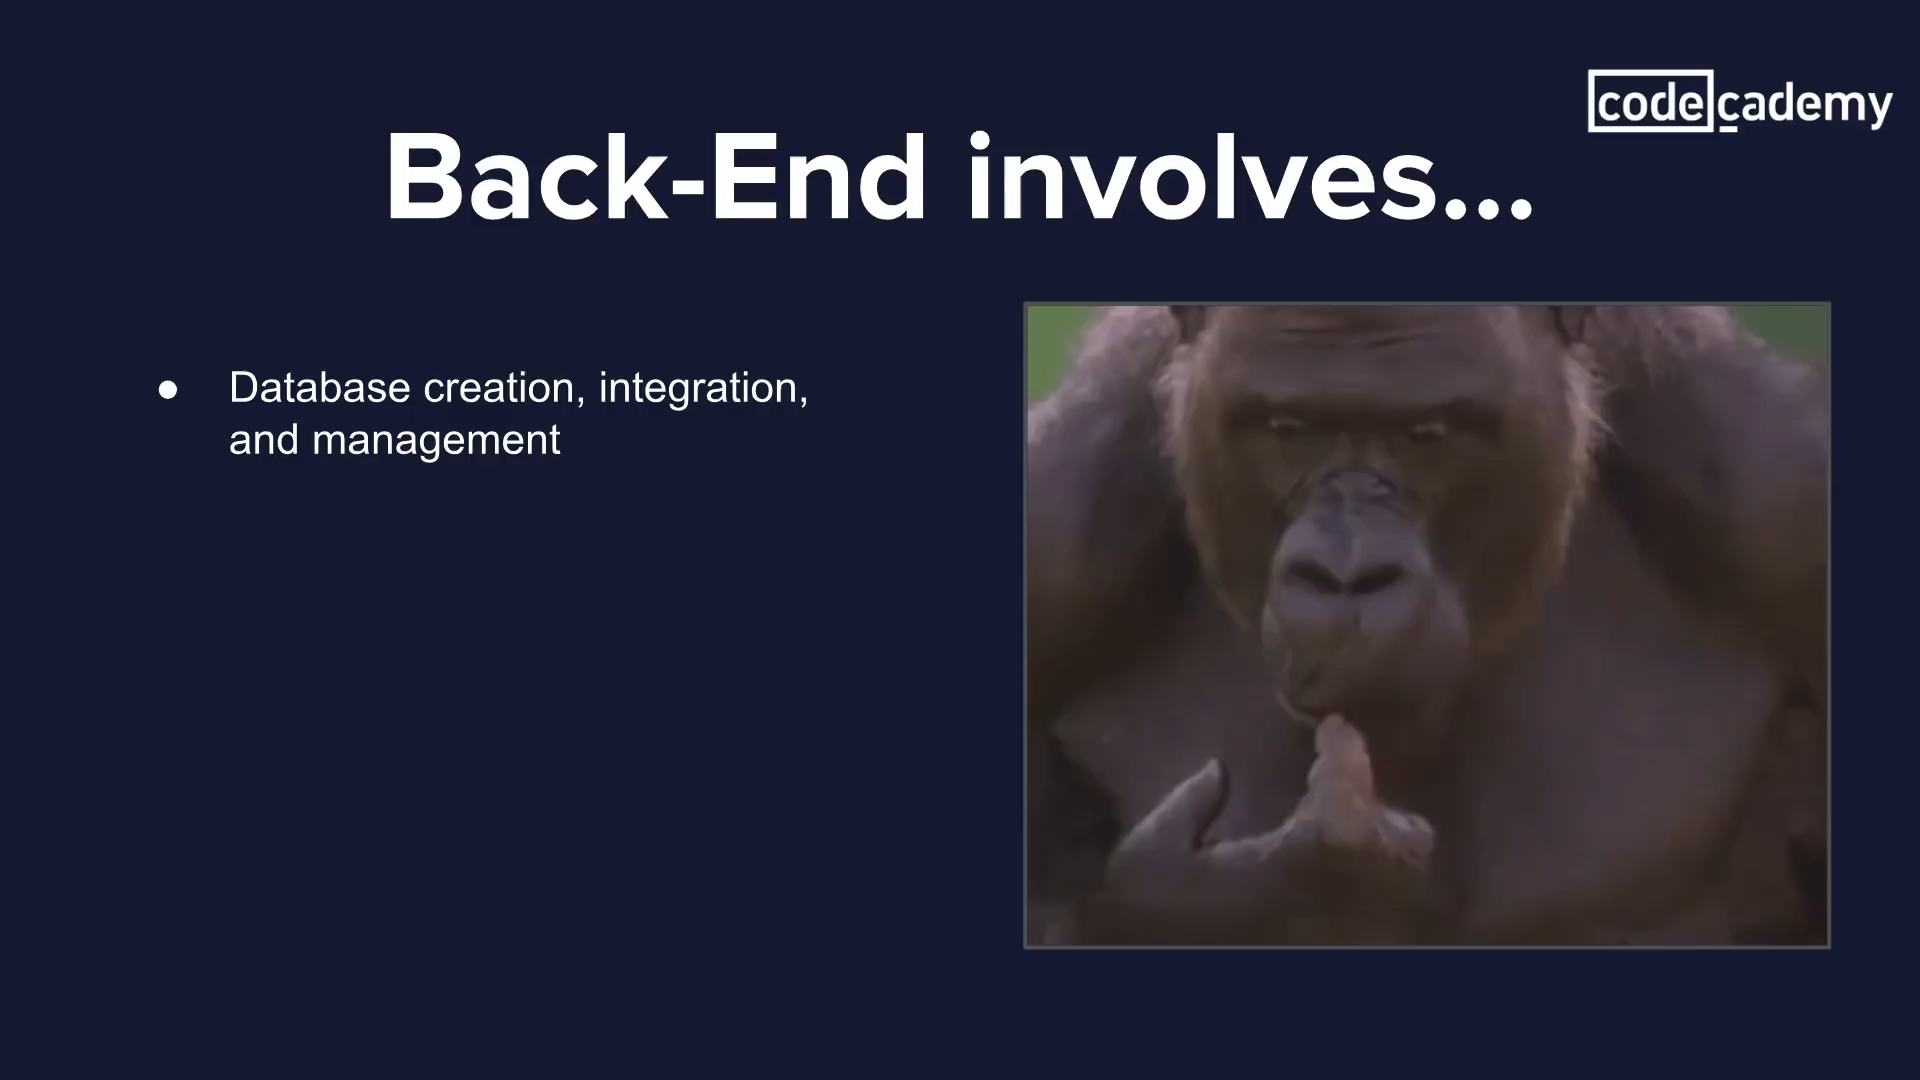 codecademy
Back-End involves...
● Database creation, integration,
and management